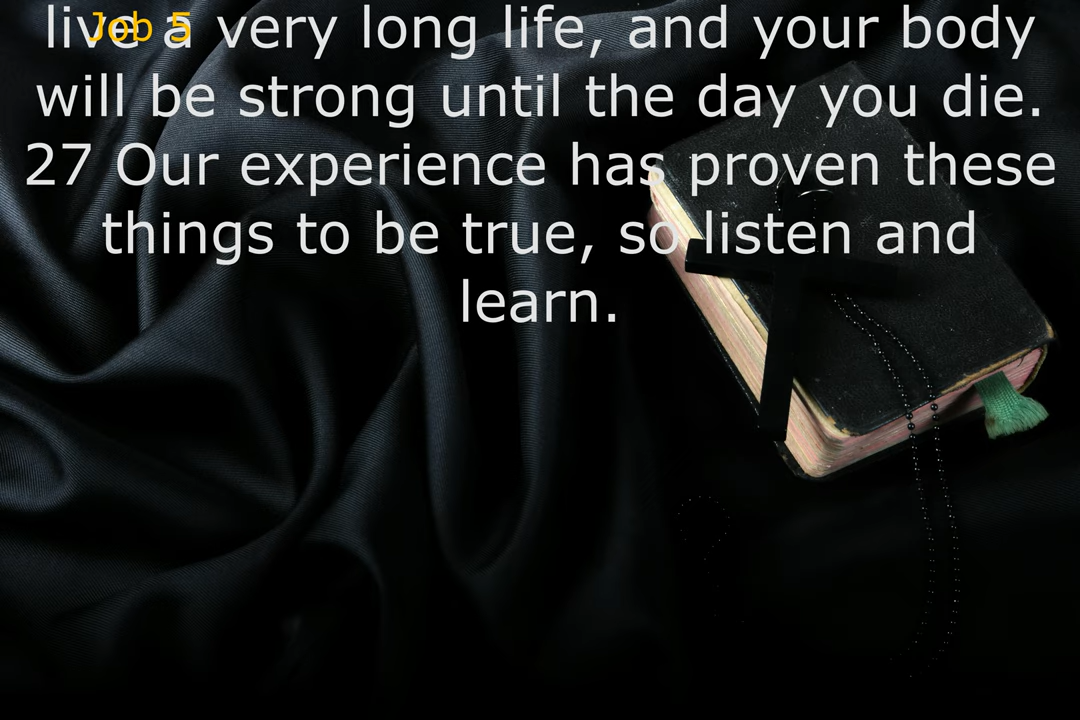 Job 5
live a very long life, and your body
will be strong until the day you die.
27 Our experience has proven these
things to be true, so listen and
learn.